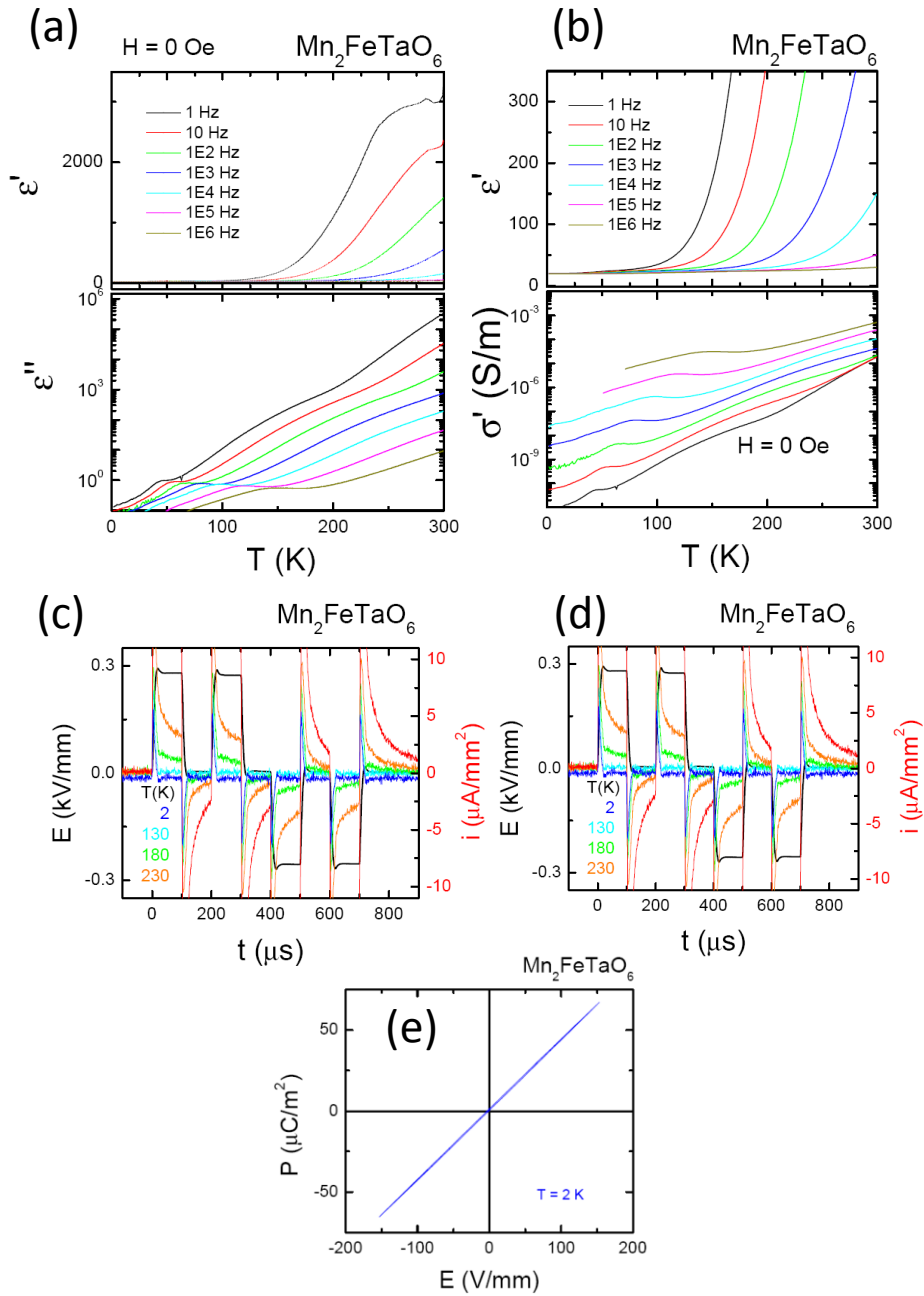 (a)
H = 0 Oe
Mn2FeTaO6
ε'
2000
0
1 Hz
10 Hz
1E2 Hz
1E3 Hz
1E4 Hz
1E5 Hz
1E6 Hz
ε''
10^6
10^3
10^0
0 100 200 300
T (K)
(b)
Mn2FeTaO6
ε'
300
200
100
0
1 Hz
10 Hz
1E2 Hz
1E3 Hz
1E4 Hz
1E5 Hz
1E6 Hz
σ' (S/m)
10^-3
10^-6
10^-9
H = 0 Oe
0 100 200 300
T (K)
(c)
Mn2FeTaO6
E (kV/mm)
0.3
0.0
-0.3
T(K)
2
130
180
230
10
5
0
-5
-10
i (μA/mm²)
0 200 400 600 800
t (μs)
(d)
Mn2FeTaO6
E (kV/mm)
0.3
0.0
-0.3
T(K)
2
130
180
230
10
5
0
-5
-10
i (μA/mm²)
0 200 400 600 800
t (μs)
Mn2FeTaO6
(e)
P (μC/m²)
50
0
-50
T = 2 K
-200 -100 0 100 200
E (V/mm)